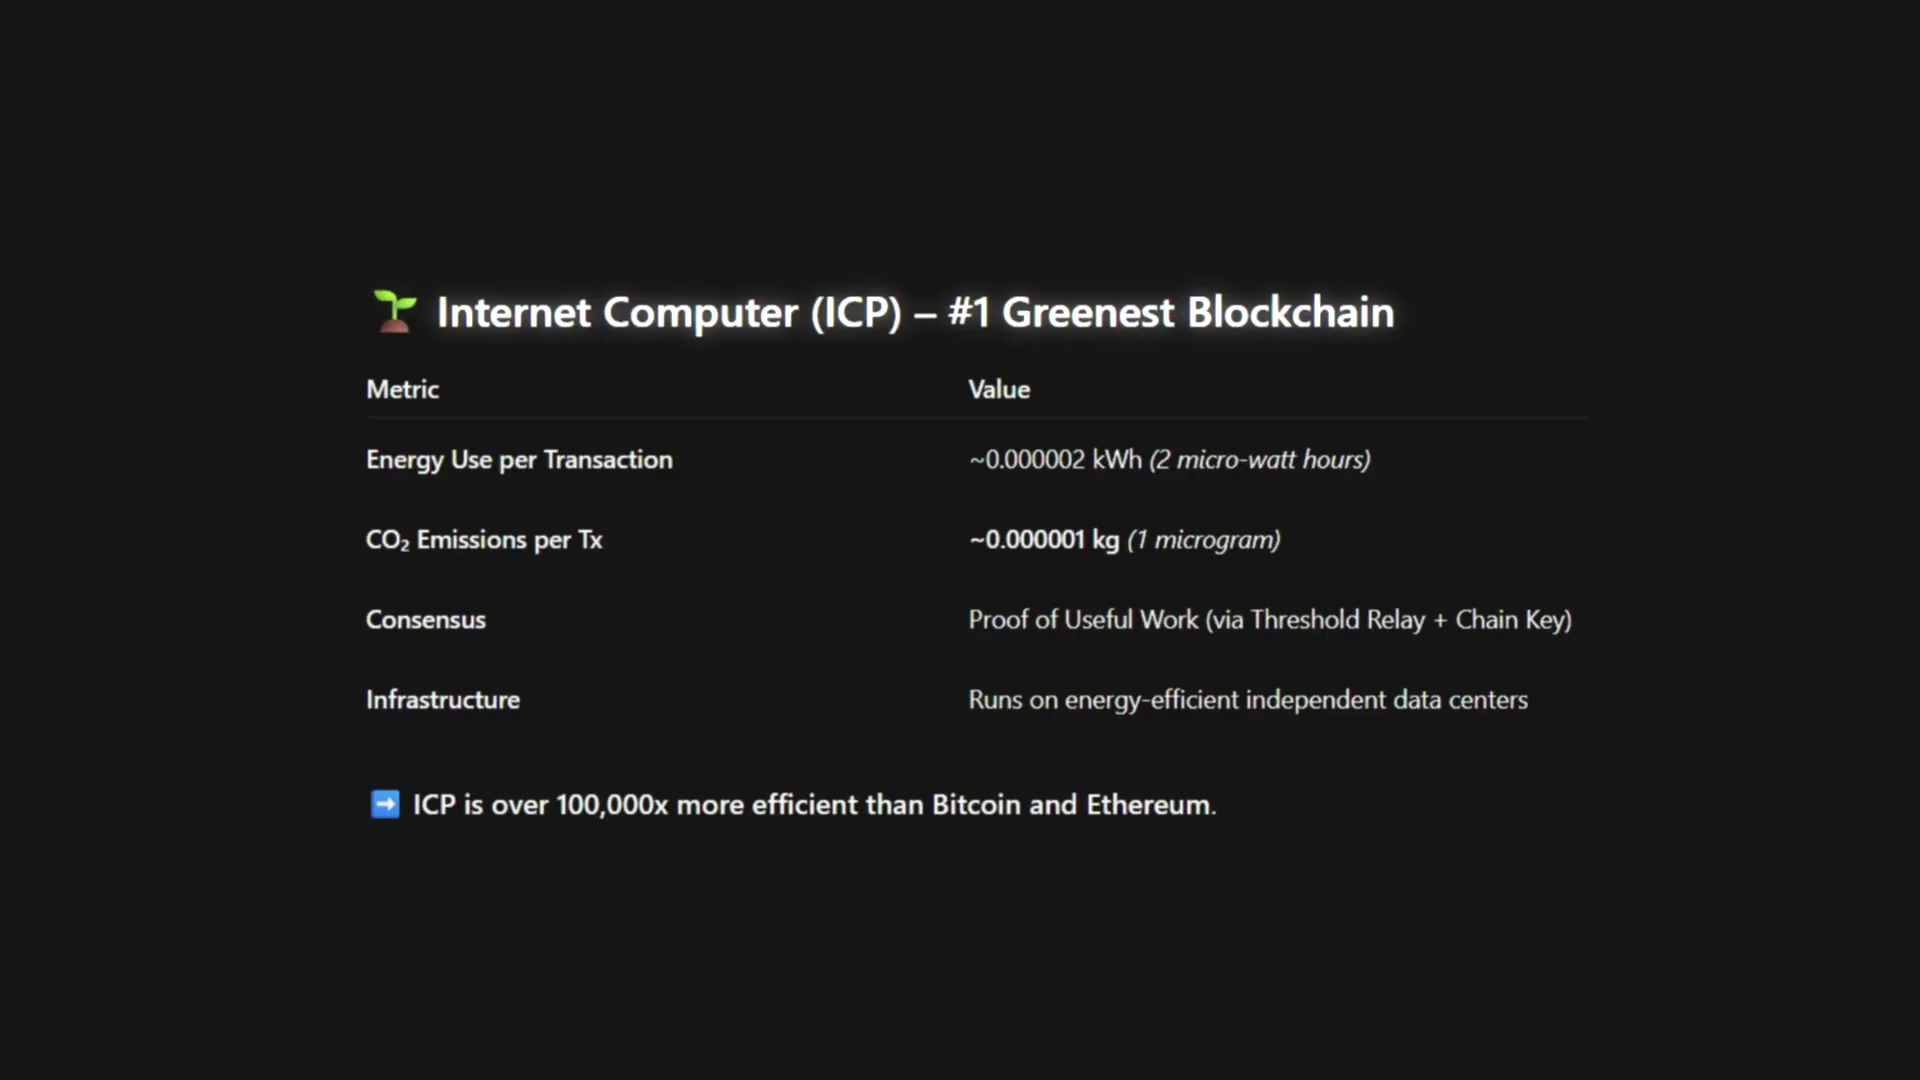 🌱 Internet Computer (ICP) – #1 Greenest Blockchain
Metric Value
Energy Use per Transaction ~0.000002 kWh (2 micro-watt hours)
CO₂ Emissions per Tx ~0.000001 kg (1 microgram)
Consensus Proof of Useful Work (via Threshold Relay + Chain Key)
Infrastructure Runs on energy-efficient independent data centers
➡️ ICP is over 100,000x more efficient than Bitcoin and Ethereum.